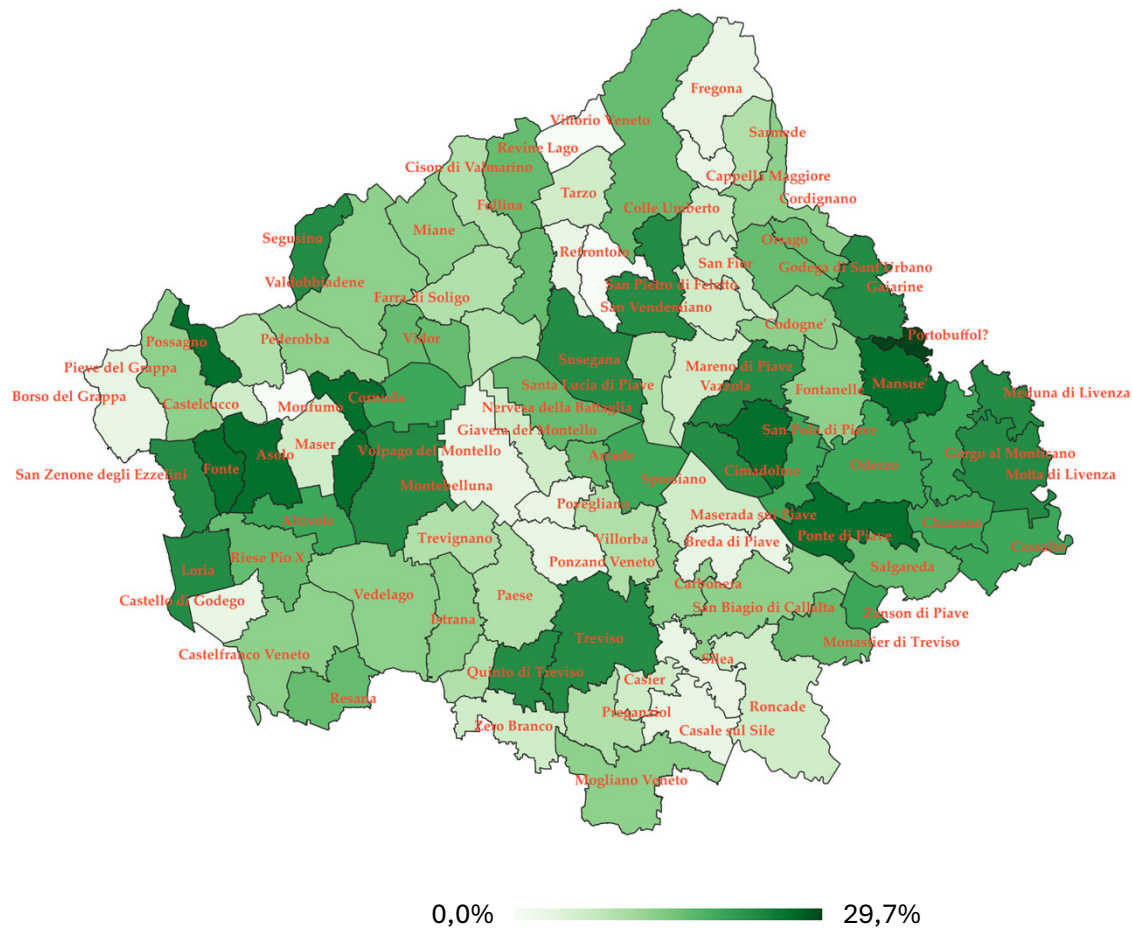 Fregona
Vittorio Veneto
Sarmede
Revine Lago
Cison di Valmarino
Cappella Maggiore
Tarzo
Cordignano
Follina
Colle Umberto
Miane
Segusino
Orsago
Refrontolo
San Fior
Godega di Sant'Urbano
Valdobbiadene
San Pietro di Feletto
Gaiarine
Farra di Soligo
San Vendemiano
Codogne'
Portobuffol?
Pederobba
Vidor
Possagno
Susegana
Pieve del Grappa
Mareno di Piave
Santa Lucia di Piave
Vazzola
Mansue'
Fontanelle
Meduna di Livenza
Borso del Grappa
Cornuda
Castelcucco
Monfumo
Nervesa della Battaglia
Giavera del Montello
San Polo di Piave
Maser
Volpago del Montello
Asolo
Arcade
Gorgo al Monticano
Fonte
Oderzo
San Zenone degli Ezzelini
Cimadolmo
Motta di Livenza
Spresiano
Montebelluna
Povegliano
Maserada sul Piave
Altivole
Chiarano
Ponte di Piave
Trevignano
Villorba
Breda di Piave
Cessalto
Riese Pio X
Ponzano Veneto
Loria
Salgareda
Carbonera
Vedelago
Paese
Castello di Godego
San Biagio di Callalta
Zenson di Piave
Istrana
Treviso
Monastier di Treviso
Castelfranco Veneto
Silea
Quinto di Treviso
Casier
Resana
Roncade
Preganziol
Zero Branco
Casale sul Sile
Mogliano Veneto
0,0%
29,7%